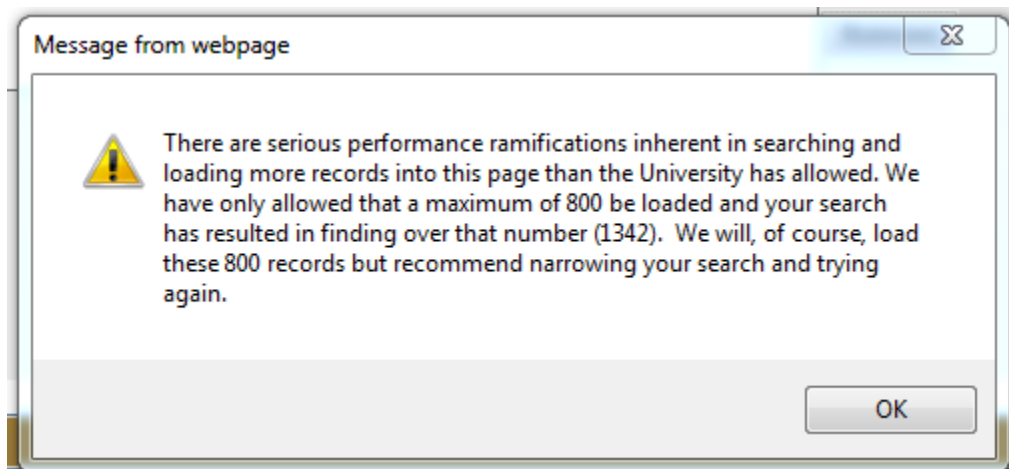 Message from webpage
There are serious performance ramifications inherent in searching and
loading more records into this page than the University has allowed. We
have only allowed that a maximum of 800 be loaded and your search
has resulted in finding over that number (1342).  We will, of course, load
these 800 records but recommend narrowing your search and trying
again.
OK